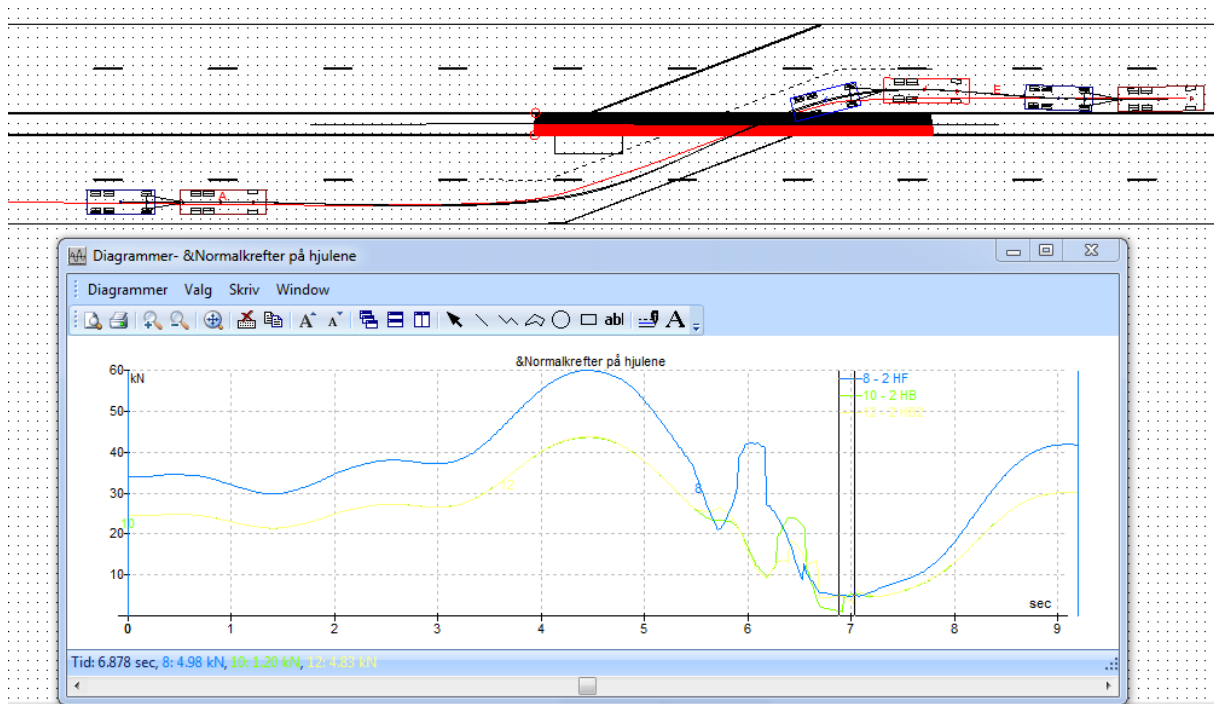 E
A
Diagrammer- &Normalkrefter på hjulene
Diagrammer Valg Skriv Window
A A abl A
&Normalkrefter på hjulene
60 kN
8 - 2 HF
10 - 2 HB
50
40
30
12
8
20
10
10
sec
0 1 2 3 4 5 6 7 8 9
Tid: 6.878 sec, 8: 4.98 kN, 10: 1.20 kN, 12: 4.83 kN